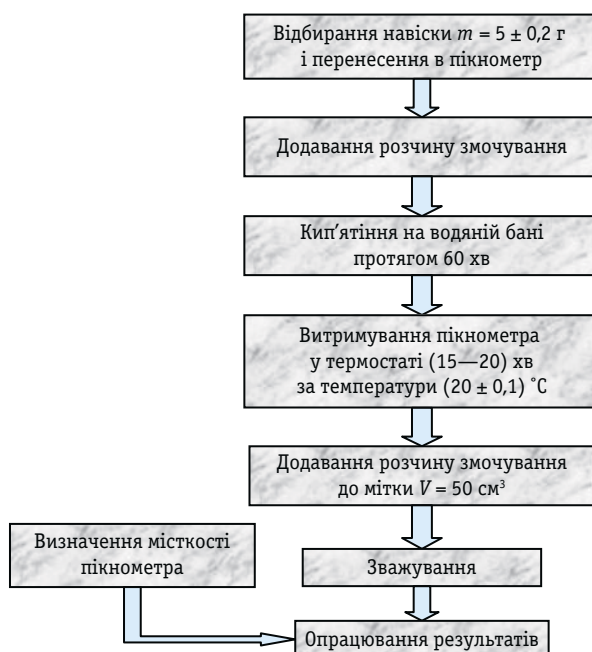 Відбирання навіски m = 5 ± 0,2 г
і перенесення в пікнометр
Додавання розчину змочування
Кип’ятіння на водяній бані
протягом 60 хв
Витримування пікнометра
у термостаті (15—20) хв
за температури (20 ± 0,1) °С
Додавання розчину змочування
до мітки V = 50 см³
Визначення місткості
пікнометра
Зважування
Опрацювання результатів